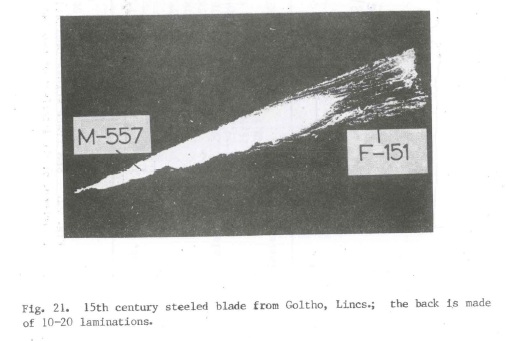 M-557
F-151
Fig. 21. 15th century steeled blade from Goltho, Lincs.; the back is made
of 10-20 laminations.